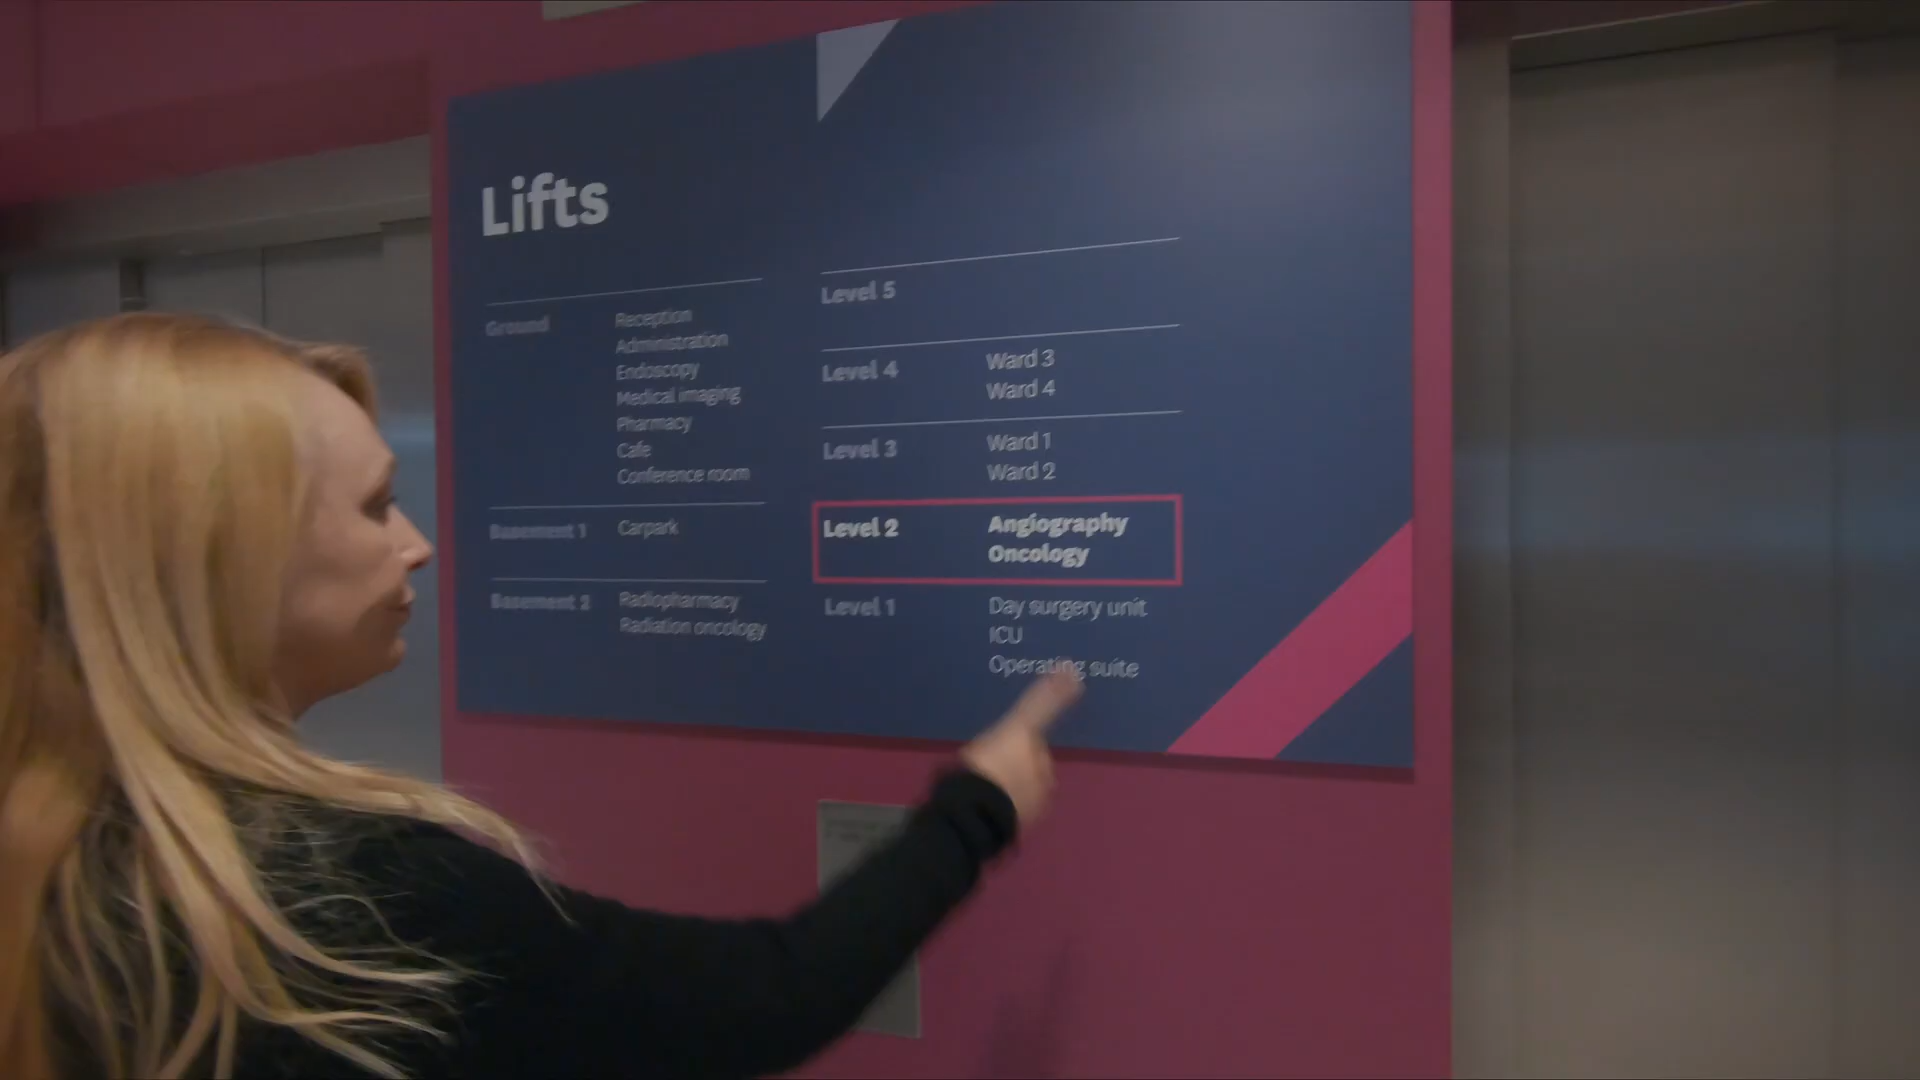 Lifts
Ground
Reception
Administration
Endoscopy
Medical imaging
Pharmacy
Cafe
Conference room
Basement 1
Carpark
Basement 2
Radiopharmacy
Radiation oncology
Level 5
Level 4
Ward 3
Ward 4
Level 3
Ward 1
Ward 2
Level 2
Angiography
Oncology
Level 1
Day surgery unit
ICU
Operating suite